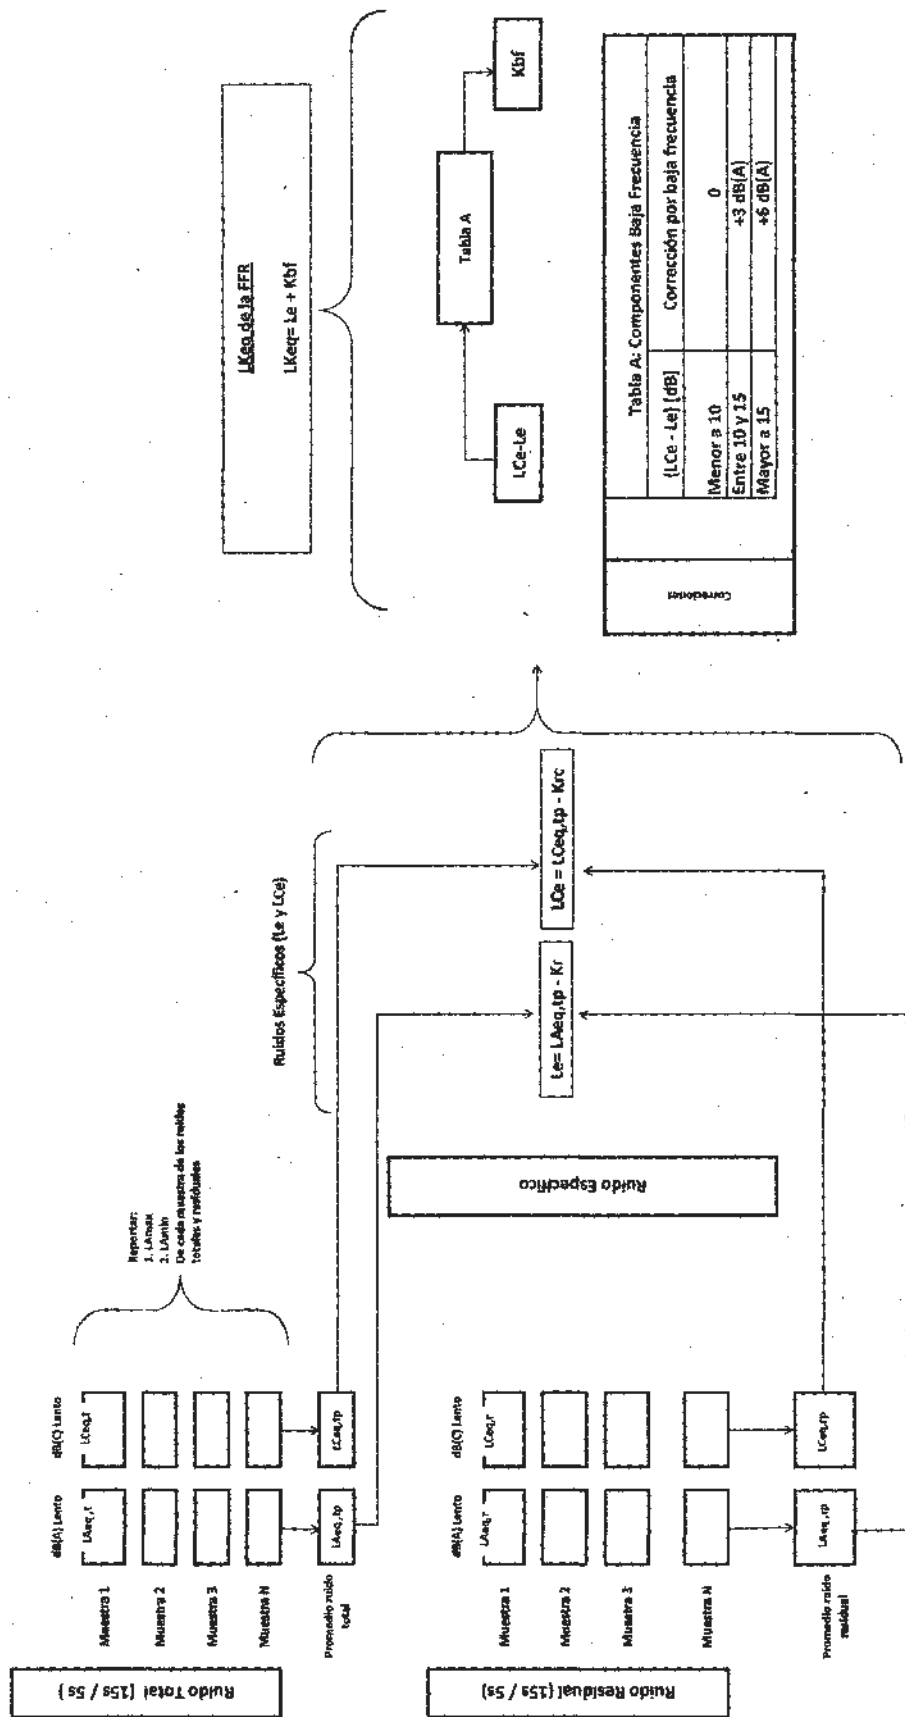 Ruido Total (15s / 5s )
dB(A) Lento
dB(C) Lento
Muestra 1
LAeq,t
LCeq,t
Muestra 2
Muestra 3
Muestra N
Promedio ruido
total
LAeq,tp
LCeq,tp
Reportar:
1. LAmax
2. LAmin
De cada muestra de los ruidos
totales y residuales
Ruido Residual (15s / 5s)
dB(A) Lento
dB(C) Lento
Muestra 1
LAeq,r
LCeq,r
Muestra 2
Muestra 3
Muestra N
Promedio ruido
residual
LAeq,rp
LCeq,rp
Ruido Específico
Ruidos Específicos (Le y LCe)
Le= LAeq,tp - Kr
LCe = LCeq,tp - Krc
LKeq de la FFR
LKeq= Le + Kbf
LCe-Le
Tabla A
Kbf
Correciones
Tabla A: Componentes Baja Frecuencia
(LCe - Le) [dB]
Corrección por baja frecuencia
Menor a 10
0
Entre 10 y 15
+3 dB(A)
Mayor a 15
+6 dB(A)